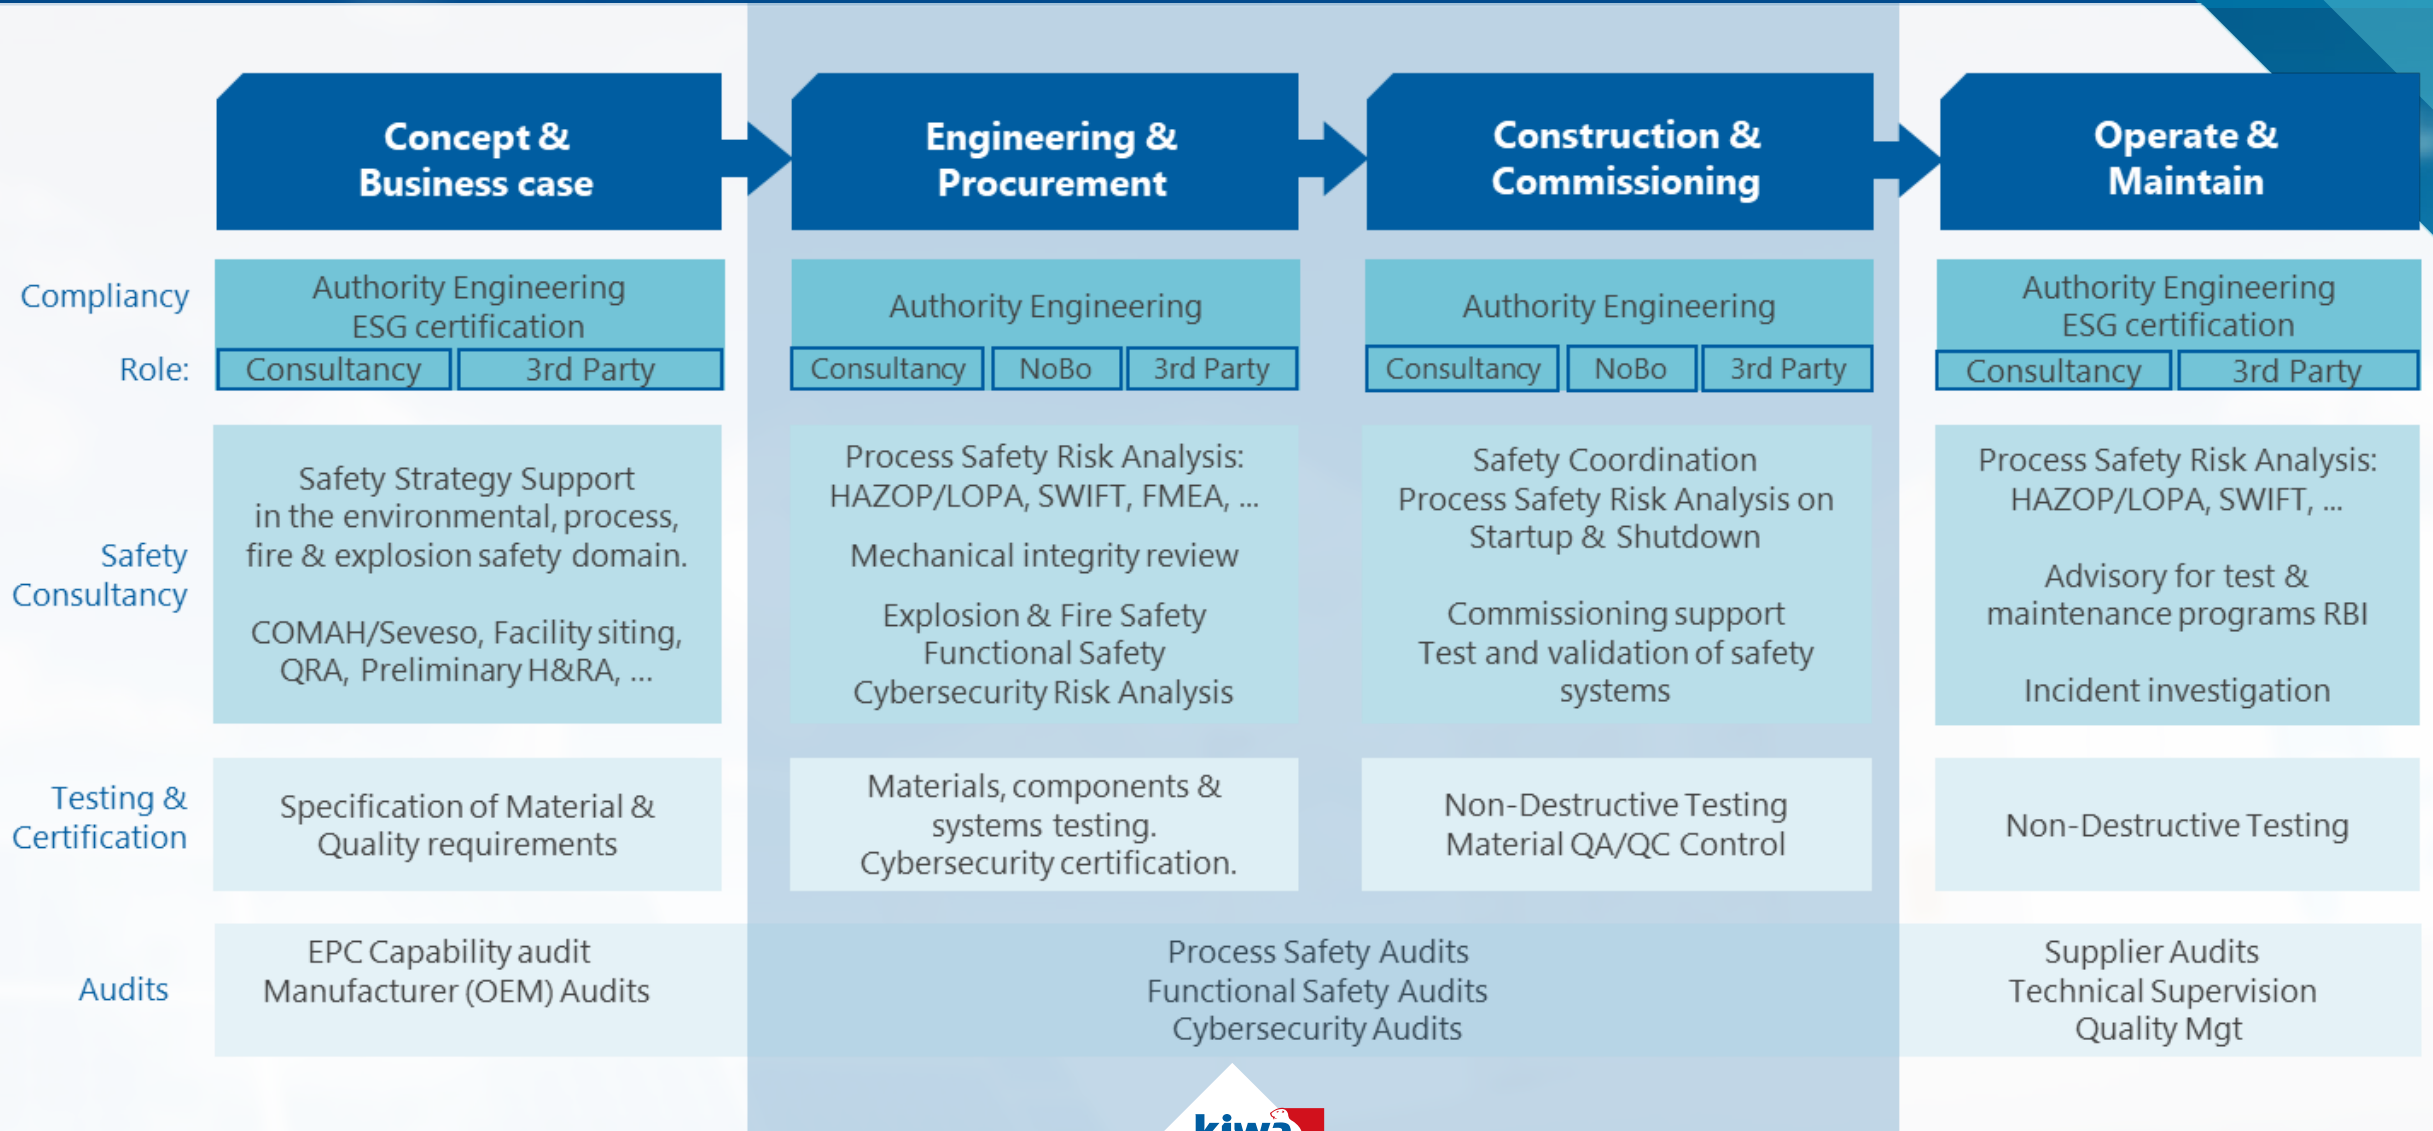 Concept &
Business case
Engineering &
Procurement
Construction &
Commissioning
Operate &
Maintain
Compliancy
Authority Engineering
ESG certification
Authority Engineering
Authority Engineering
Authority Engineering
ESG certification
Role:
Consultancy
3rd Party
Consultancy
NoBo
3rd Party
Consultancy
NoBo
3rd Party
Consultancy
3rd Party
Safety
Consultancy
Safety Strategy Support
in the environmental, process,
fire & explosion safety domain.
COMAH/Seveso, Facility siting,
QRA, Preliminary H&RA, ...
Process Safety Risk Analysis:
HAZOP/LOPA, SWIFT, FMEA, ...
Mechanical integrity review
Explosion & Fire Safety
Functional Safety
Cybersecurity Risk Analysis
Safety Coordination
Process Safety Risk Analysis on
Startup & Shutdown
Commissioning support
Test and validation of safety
systems
Process Safety Risk Analysis:
HAZOP/LOPA, SWIFT, ...
Advisory for test &
maintenance programs RBI
Incident investigation
Testing &
Certification
Specification of Material &
Quality requirements
Materials, components &
systems testing.
Cybersecurity certification.
Non-Destructive Testing
Material QA/QC Control
Non-Destructive Testing
Audits
EPC Capability audit
Manufacturer (OEM) Audits
Process Safety Audits
Functional Safety Audits
Cybersecurity Audits
Supplier Audits
Technical Supervision
Quality Mgt
kiwa